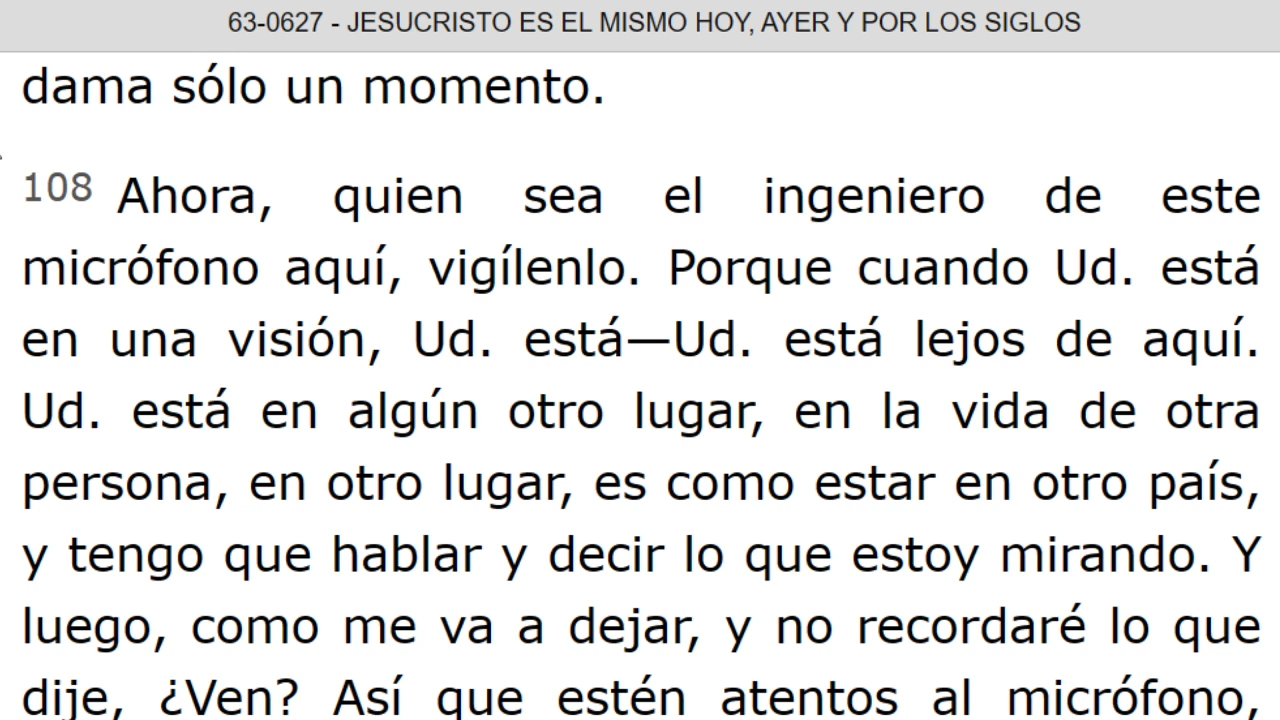 63-0627 - JESUCRISTO ES EL MISMO HOY, AYER Y POR LOS SIGLOS
dama sólo un momento.
108 Ahora, quien sea el ingeniero de este
micrófono aquí, vigílenlo. Porque cuando Ud. está
en una visión, Ud. está—Ud. está lejos de aquí.
Ud. está en algún otro lugar, en la vida de otra
persona, en otro lugar, es como estar en otro país,
y tengo que hablar y decir lo que estoy mirando. Y
luego, como me va a dejar, y no recordaré lo que
dije, ¿Ven? Así que estén atentos al micrófono,